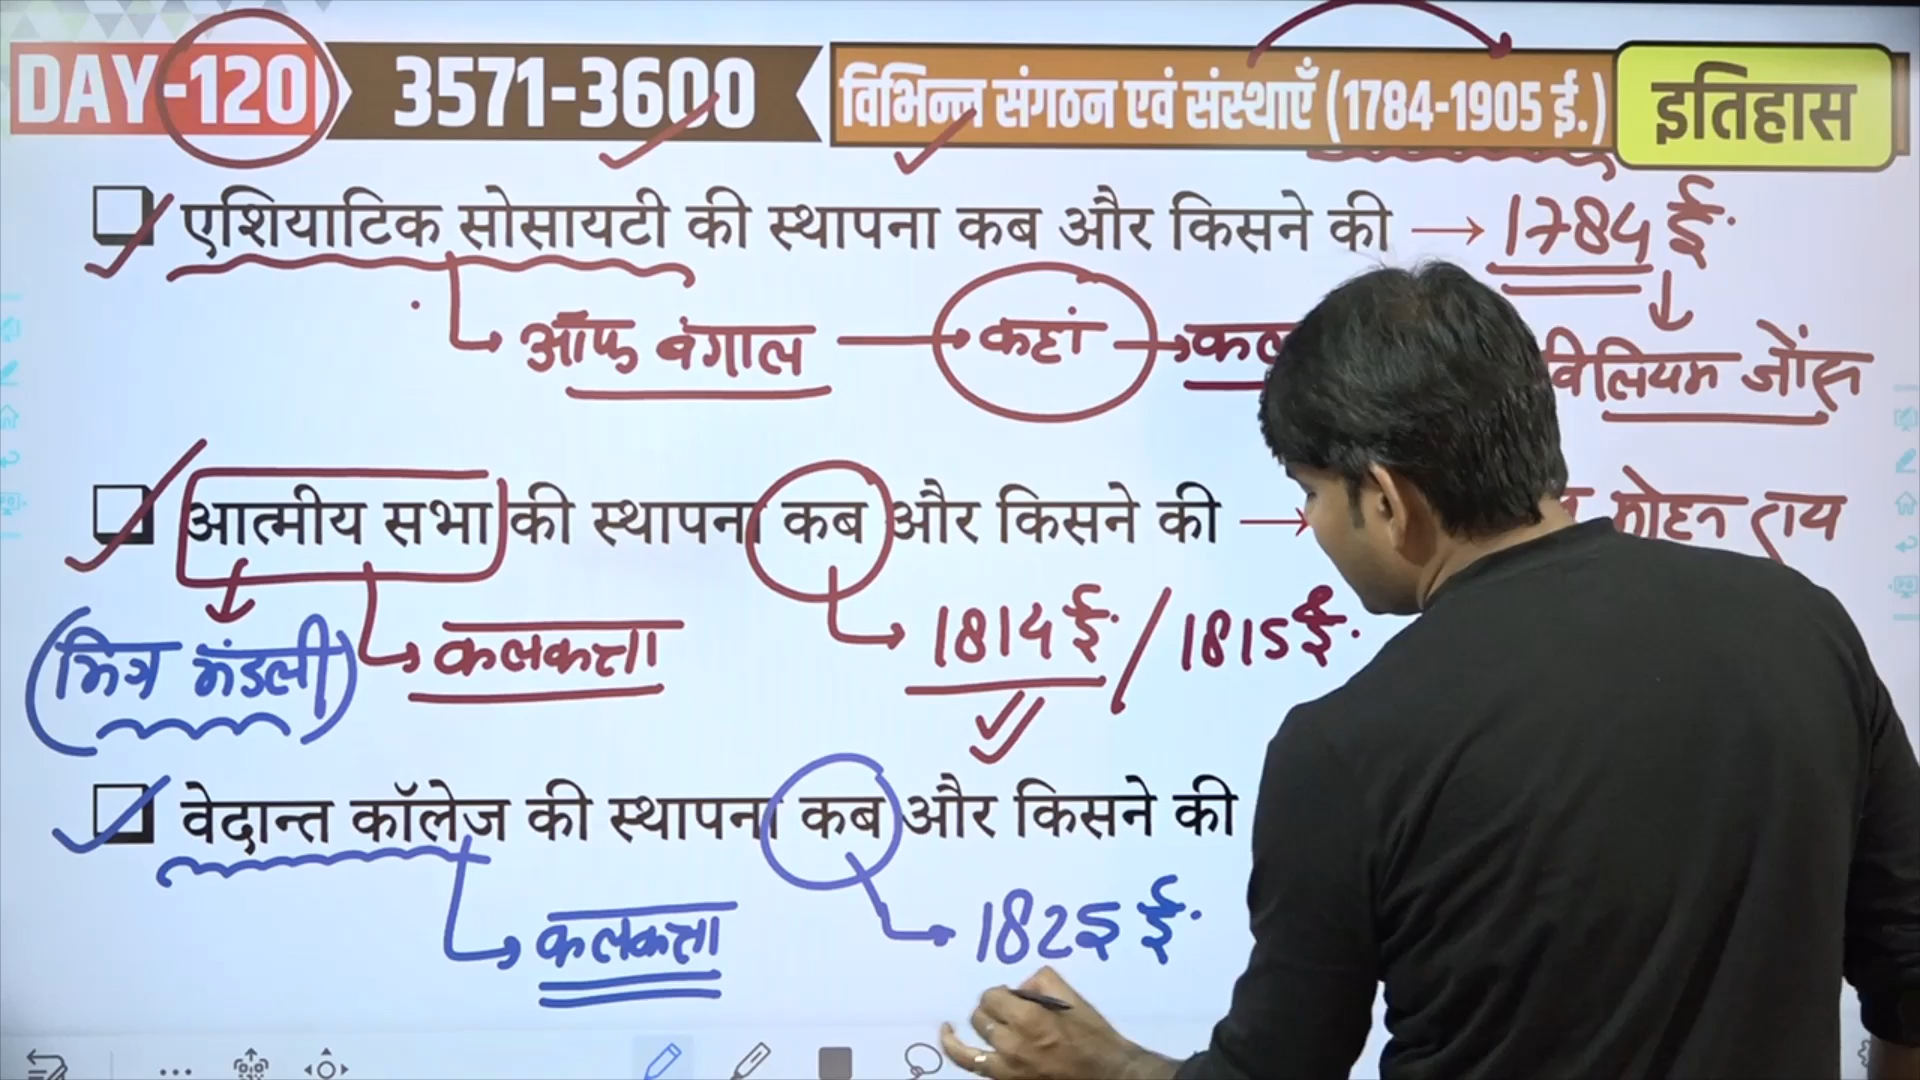 DAY-120 3571-3600 विभिन्न संगठन एवं संस्थाएँ (1784-1905 ई.) इतिहास
एशियाटिक सोसायटी की स्थापना कब और किसने की → 1784 ई.
ऑफ बंगाल → कहां → विलियम जोंस
आत्मीय सभा की स्थापना कब और किसने की → मोहन राय
(मित्र मंडली) कलकत्ता 1814 ई. / 1815 ई.
वेदान्त कॉलेज की स्थापना कब और किसने की
कलकत्ता 1825 ई.